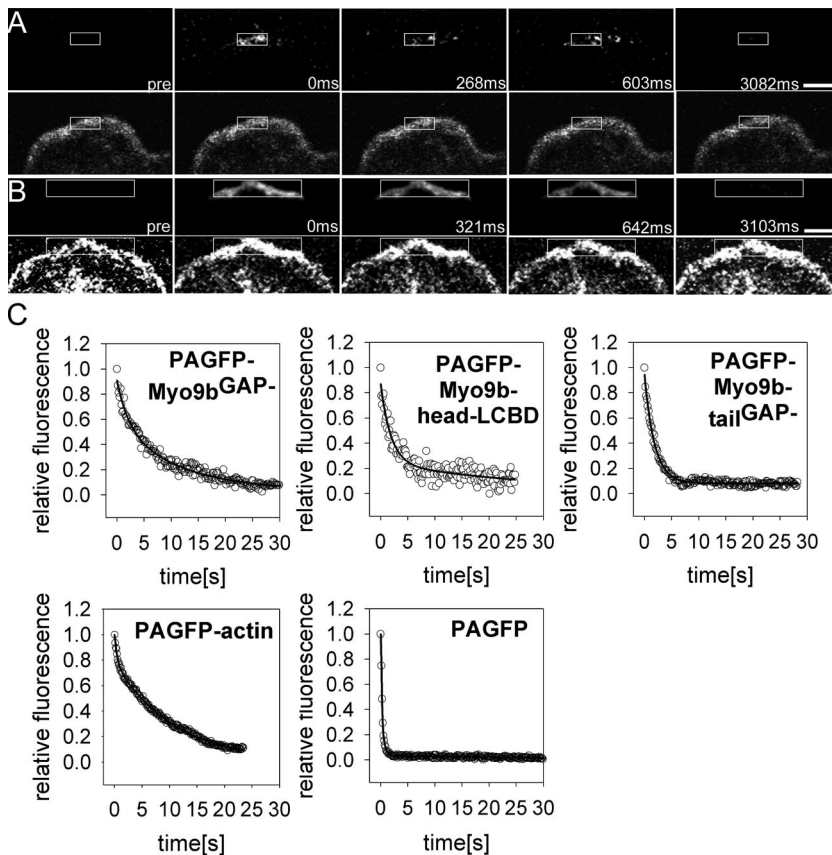 A
pre
0ms
268ms
603ms
3082ms
B
pre
0ms
321ms
642ms
3103ms
C
relative fluorescence
1.2
1.0
0.8
0.6
0.4
0.2
0.0
PAGFP-
Myo9bGAP-
0 5 10 15 20 25 30
time[s]
relative fluorescence
1.2
1.0
0.8
0.6
0.4
0.2
0.0
PAGFP-
Myo9b-
head-LCBD
0 5 10 15 20 25 30
time[s]
relative fluorescence
1.2
1.0
0.8
0.6
0.4
0.2
0.0
PAGFP-
Myo9b-
tailGAP-
0 5 10 15 20 25 30
time[s]
relative fluorescence
1.2
1.0
0.8
0.6
0.4
0.2
0.0
PAGFP-actin
0 5 10 15 20 25 30
time[s]
relative fluorescence
1.2
1.0
0.8
0.6
0.4
0.2
0.0
PAGFP
0 5 10 15 20 25 30
time[s]